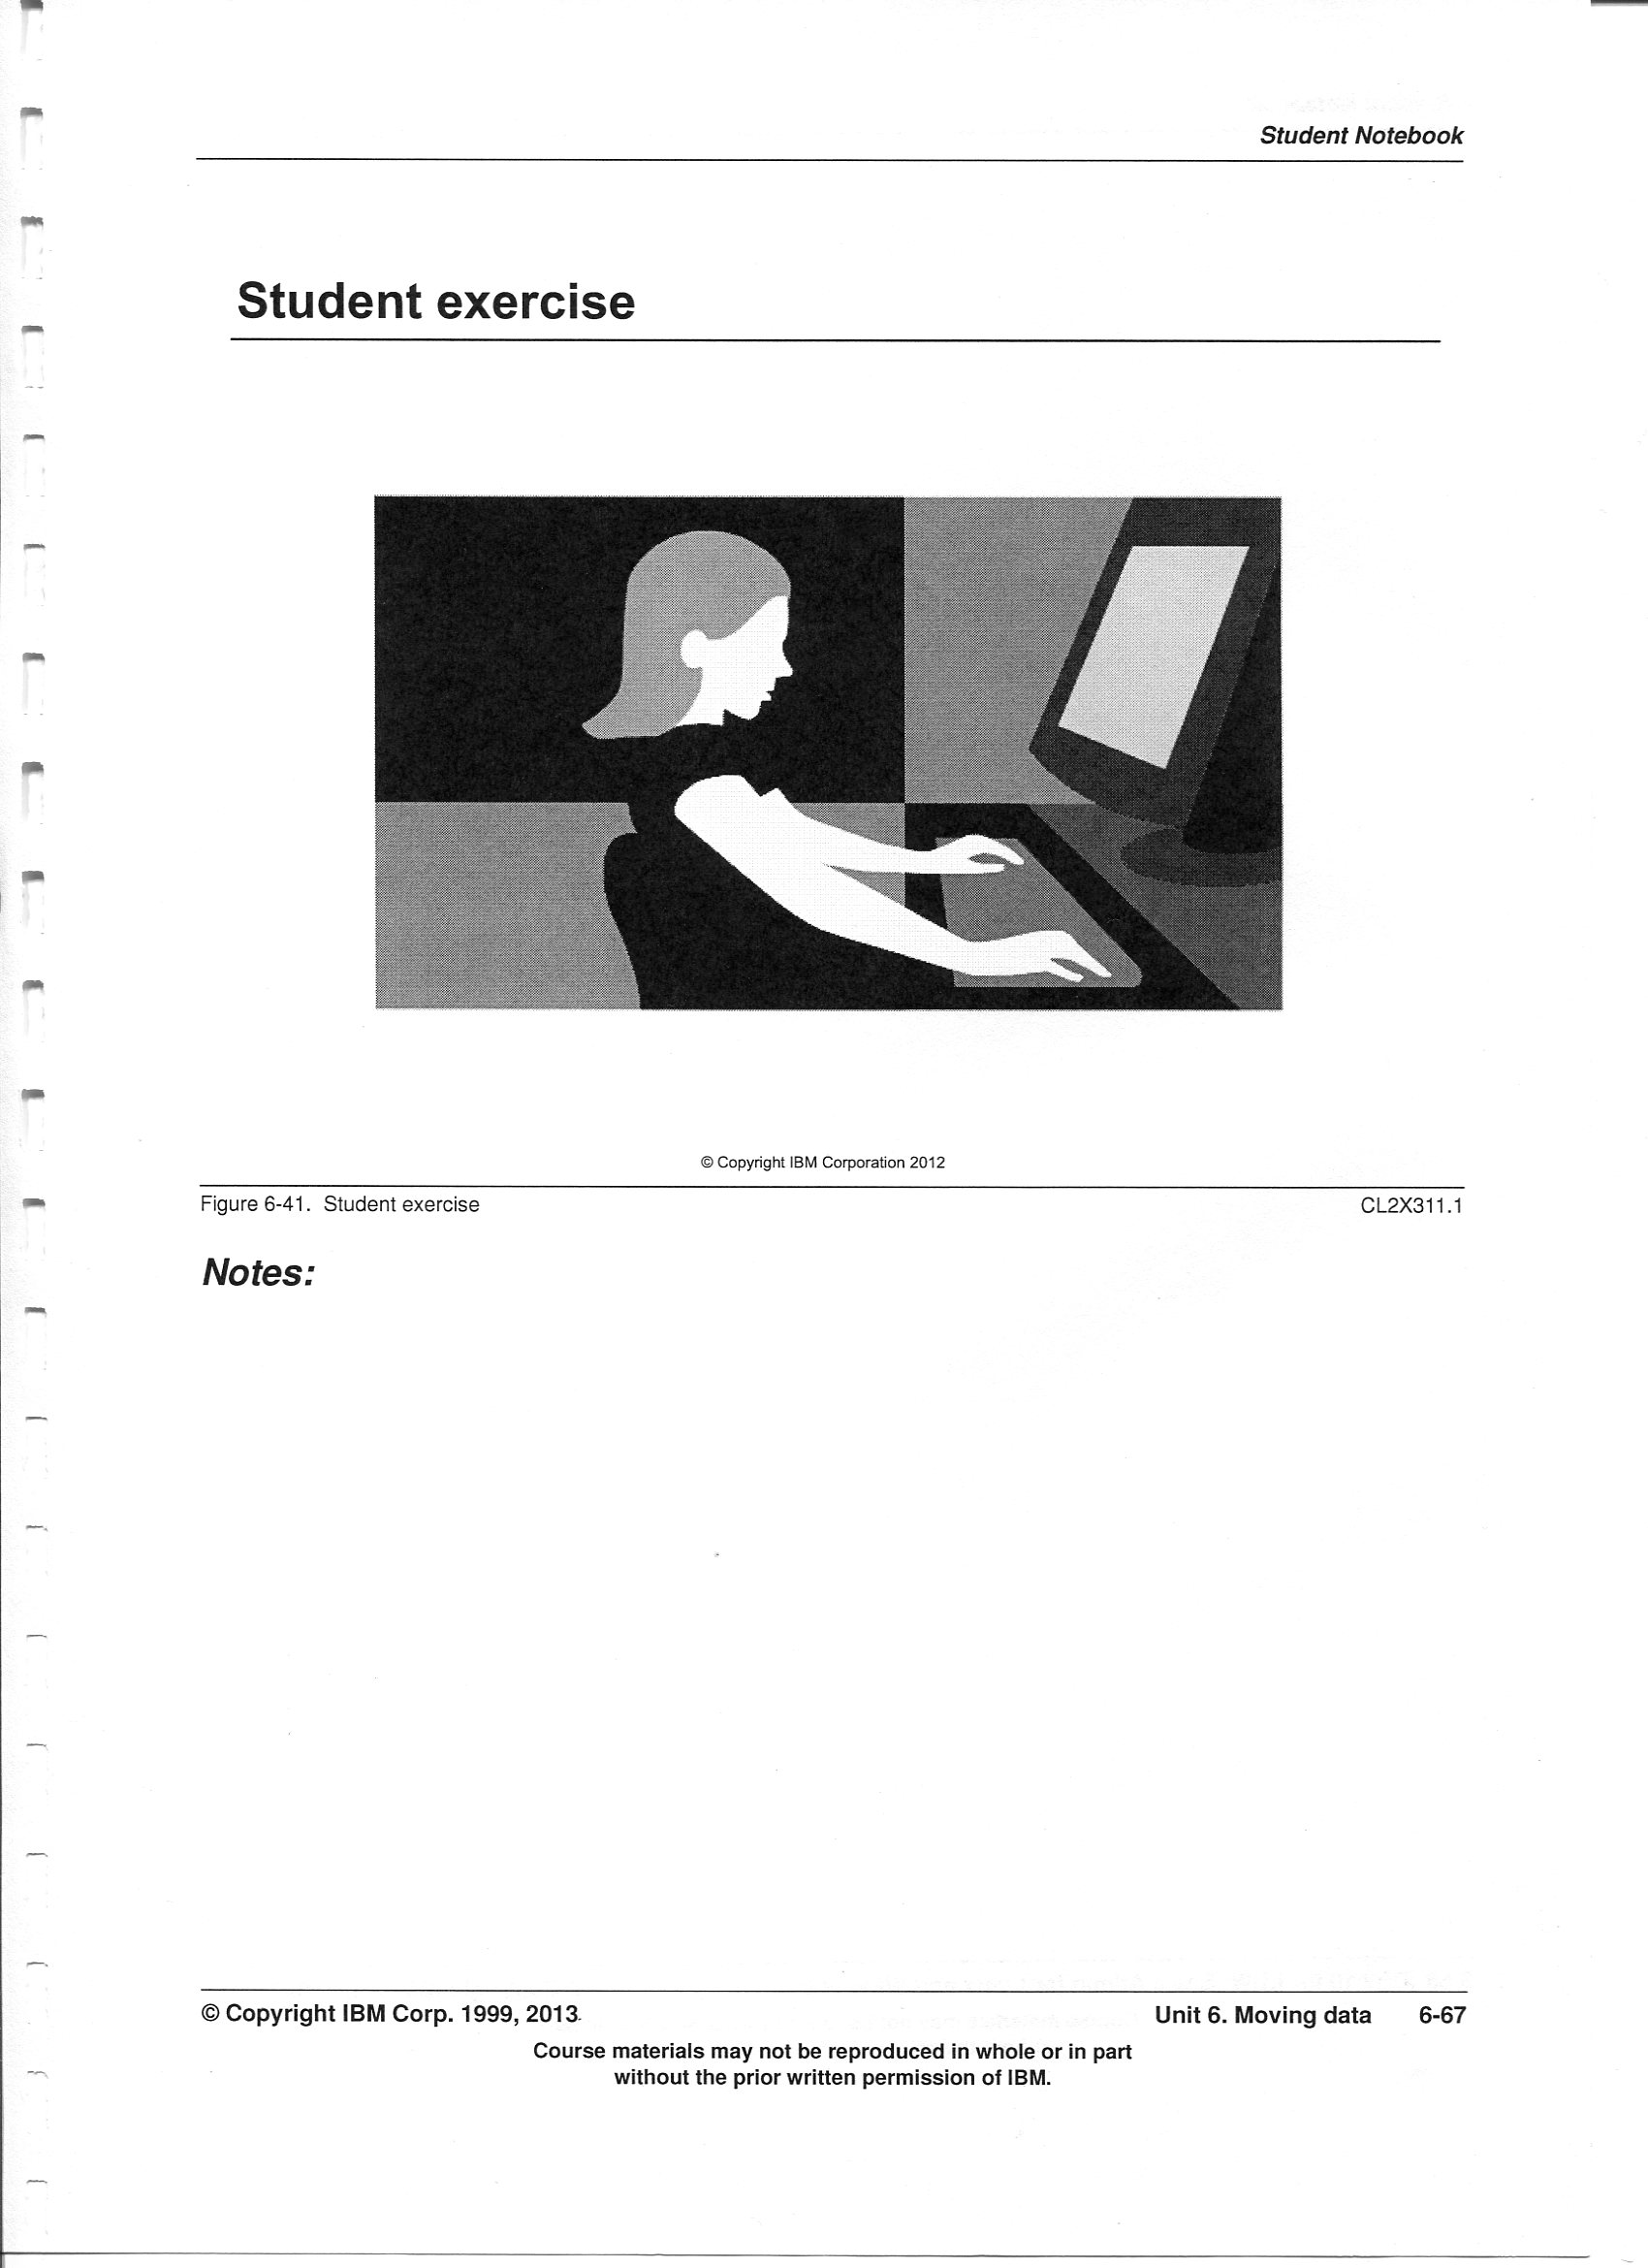 Student Notebook
Student exercise
© Copyright IBM Corporation 2012
Figure 6-41. Student exercise CL2X311.1
Notes:
© Copyright IBM Corp. 1999, 2013 Unit 6. Moving data 6-67
Course materials may not be reproduced in whole or in part
without the prior written permission of IBM.